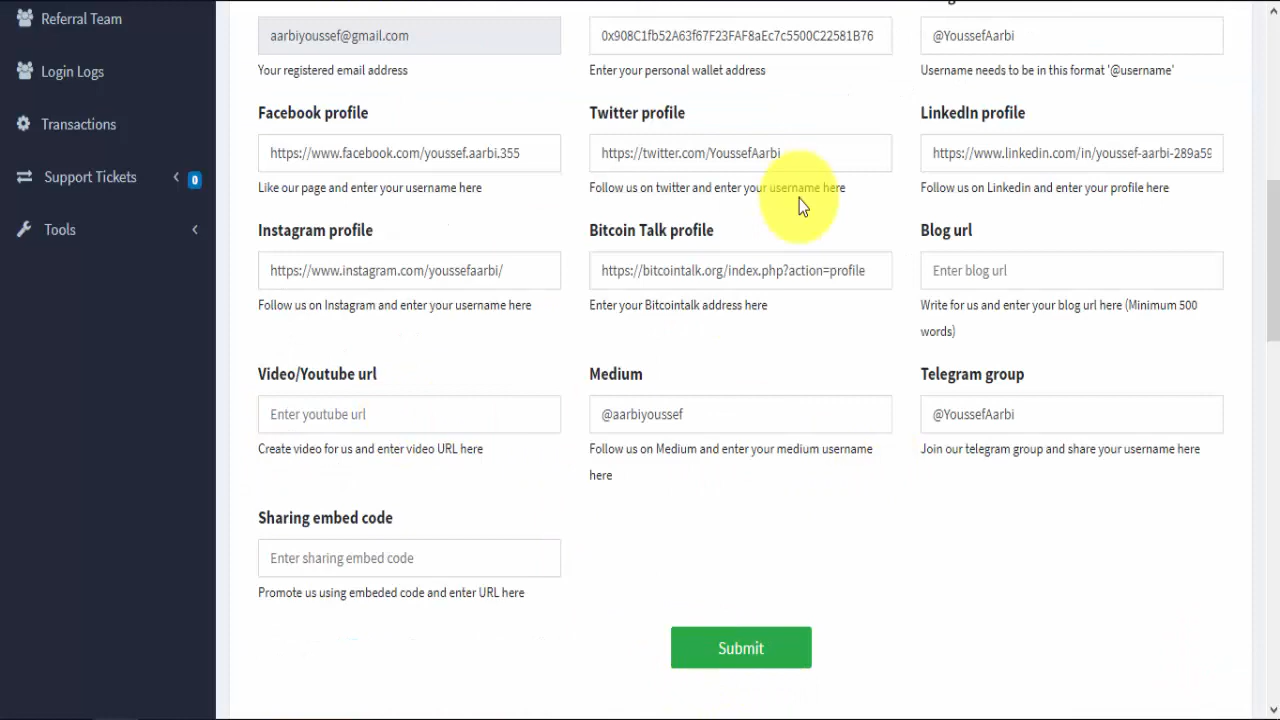 Referral Team
Login Logs
Transactions
Support Tickets
0
Tools
aarbiyoussef@gmail.com
0x908C1fb52A63f67F23FAF8aEc7c5500C22581B76
@YoussefAarbi
Your registered email address
Enter your personal wallet address
Username needs to be in this format '@username'
Facebook profile
Twitter profile
LinkedIn profile
https://www.facebook.com/youssef.aarbi.355
https://twitter.com/YoussefAarbi
https://www.linkedin.com/in/youssef-aarbi-289a59
Like our page and enter your username here
Follow us on twitter and enter your username here
Follow us on Linkedin and enter your profile here
Instagram profile
Bitcoin Talk profile
Blog url
https://www.instagram.com/youssefaarbi/
https://bitcointalk.org/index.php?action=profile
Enter blog url
Follow us on Instagram and enter your username here
Enter your Bitcointalk address here
Write for us and enter your blog url here (Minimum 500
words)
Video/Youtube url
Medium
Telegram group
Enter youtube url
@aarbiyoussef
@YoussefAarbi
Create video for us and enter video URL here
Follow us on Medium and enter your medium username
here
Join our telegram group and share your username here
Sharing embed code
Enter sharing embed code
Promote us using embeded code and enter URL here
Submit